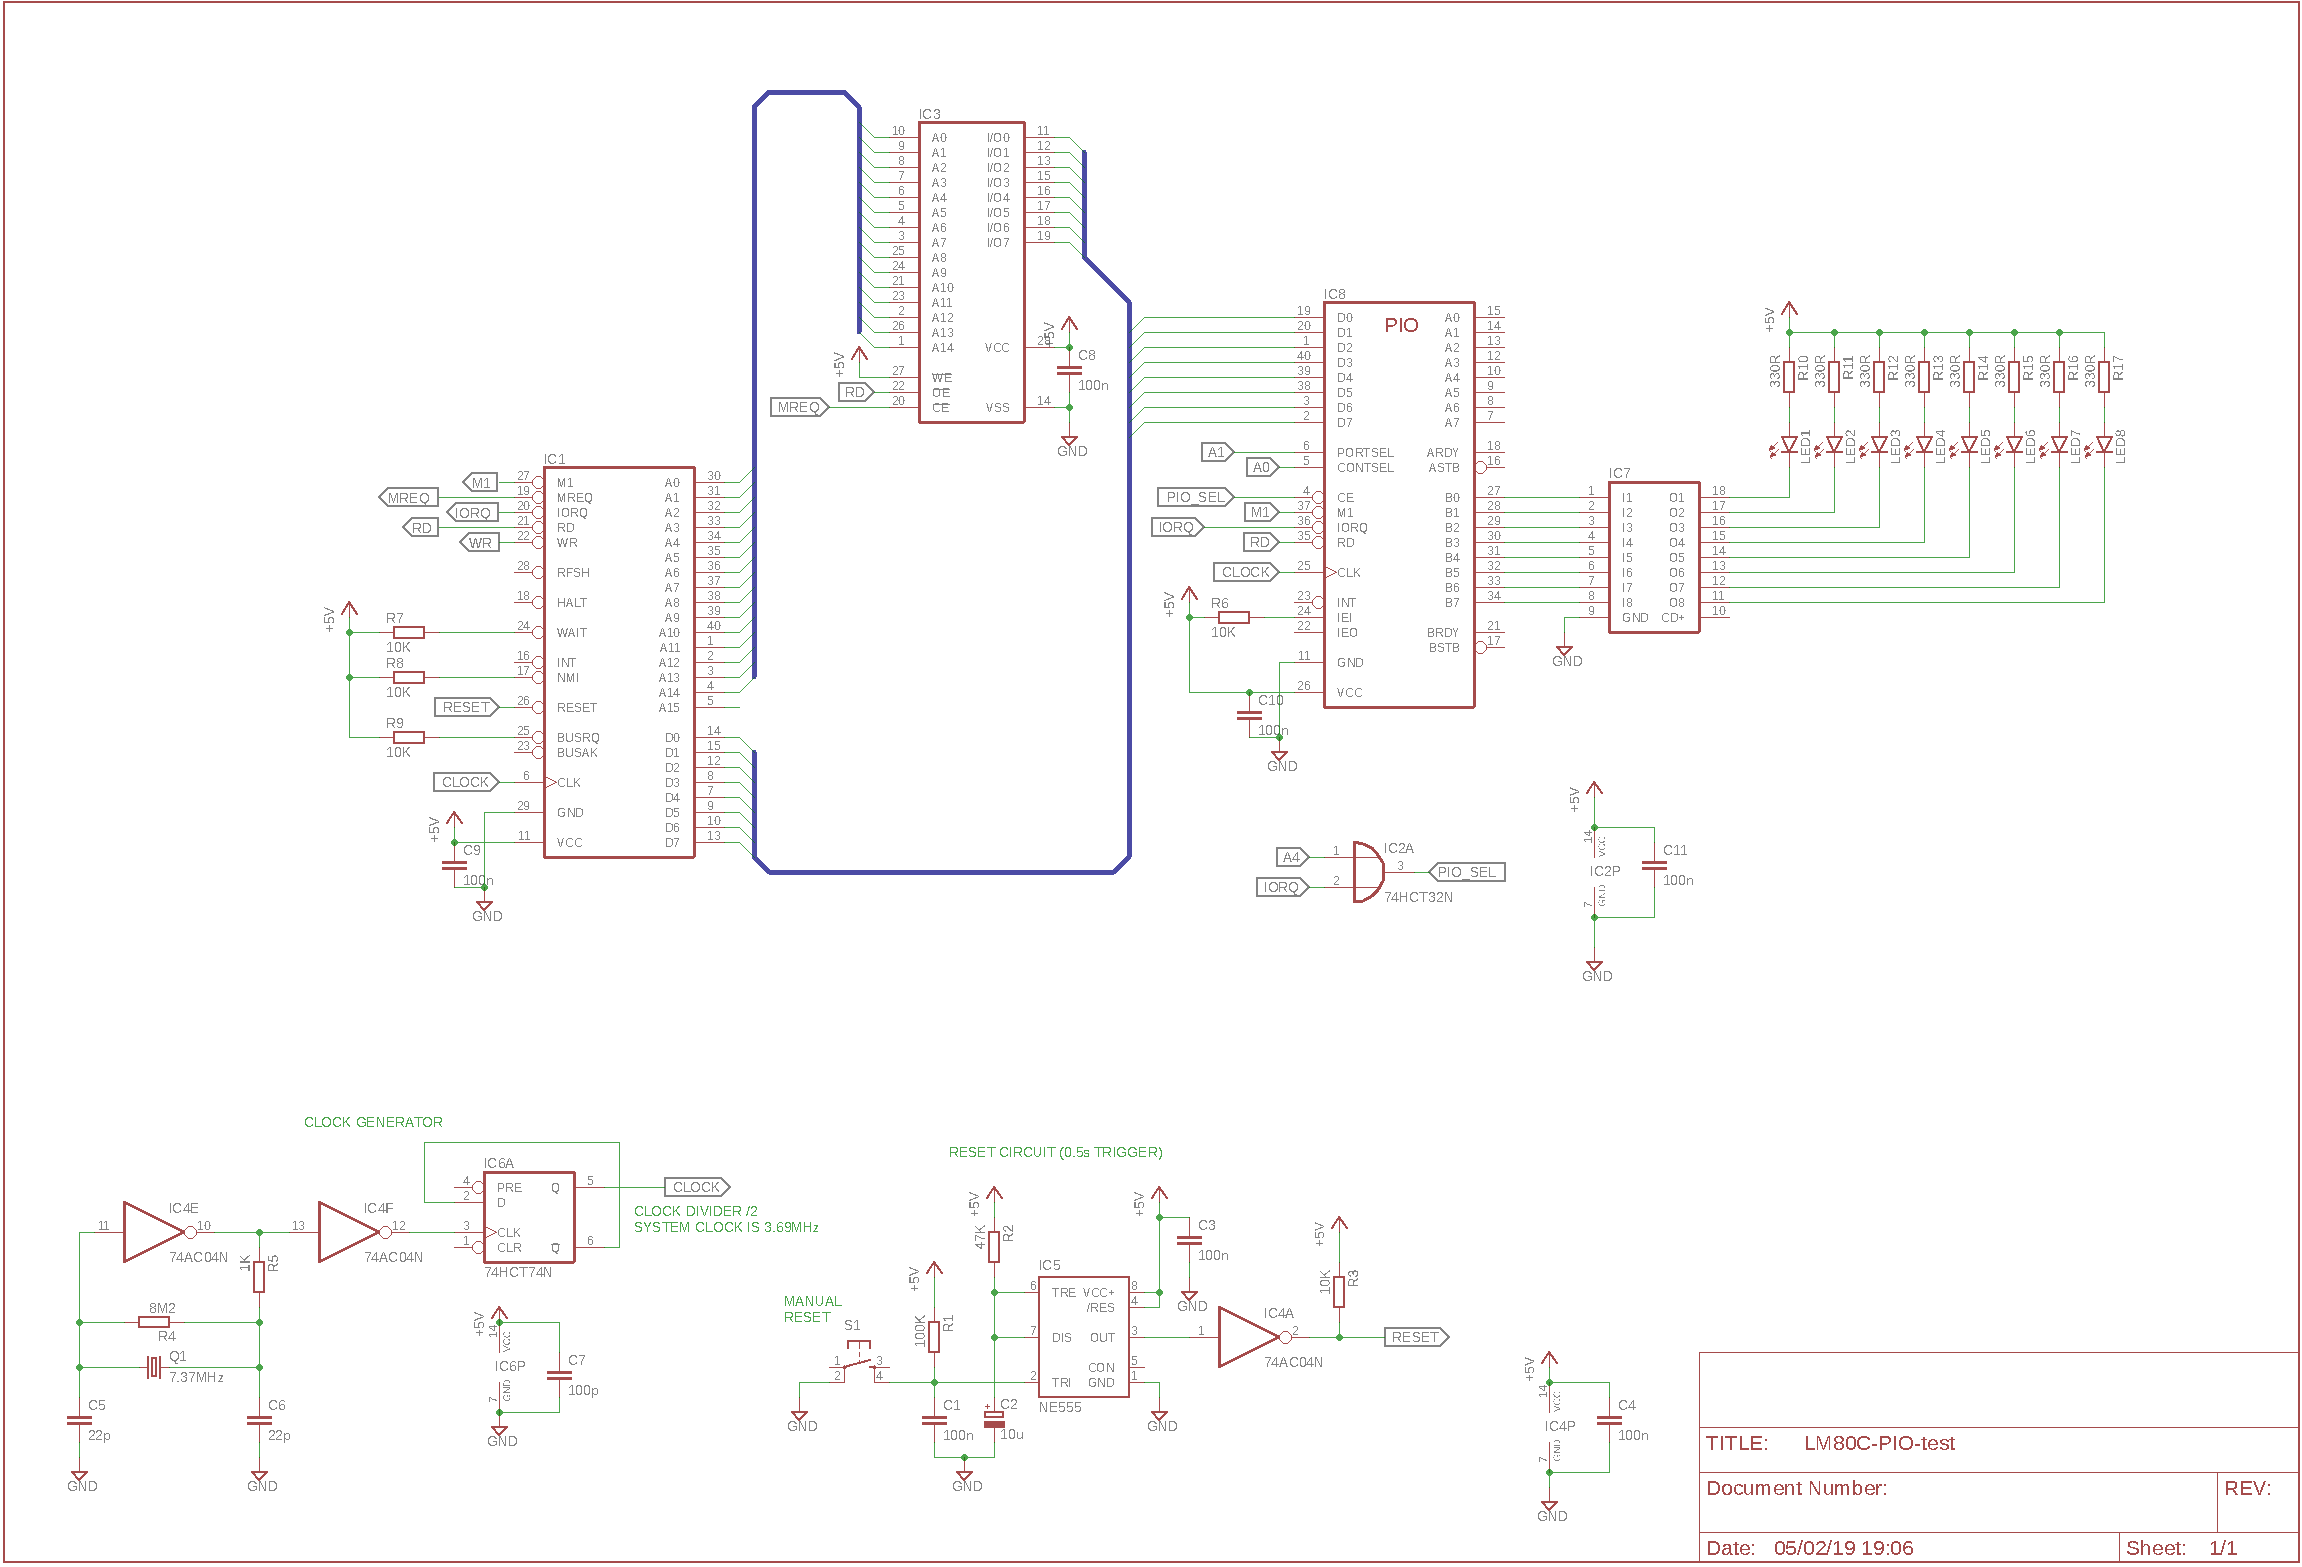 IC3
10 A0 I/O0 11
9 A1 I/O1 12
8 A2 I/O2 13
7 A3 I/O3 15
6 A4 I/O4 16
5 A5 I/O5 17
4 A6 I/O6 18
3 A7 I/O7 19
25 A8
24 A9
21 A10
23 A11
2 A12
26 A13
1 A14 VCC
+5V
27 WE
RD 22 OE
MREQ 20 CE VSS 14
+5V
C8
100n
GND
IC1
M1 27 M1 A0 30
MREQ 19 MREQ A1 31
IORQ 20 IORQ A2 32
RD 21 RD A3 33
WR 22 WR A4 34
A5 35
28 RFSH A6 36
A7 37
18 HALT A8 38
A9 39
24 WAIT A10 40
A11 1
16 INT A12 2
17 NMI A13 3
A14 4
RESET 26 RESET A15 5
25 BUSRQ D0 14
23 BUSAK D1 15
D2 12
CLOCK 6 CLK D3 8
D4 7
29 GND D5 9
D6 10
11 VCC D7 13
+5V
R7
10K
R8
10K
R9
10K
+5V
C9
100n
GND
IC8
PIO
19 D0 A0 15
20 D1 A1 14
1 D2 A2 13
40 D3 A3 12
39 D4 A4 10
38 D5 A5 9
3 D6 A6 8
2 D7 A7 7
A1 6 PORTSEL ARDY 18
A0 5 CONTSEL ASTB 16
PIO_SEL 4 CE B0 27
M1 37 M1 B1 28
IORQ 36 IORQ B2 29
RD 35 RD B3 30
B4 31
CLOCK 25 CLK B5 32
B6 33
23 INT B7 34
24 IEI
22 IEO BRDY 21
BSTB 17
11 GND
26 VCC
+5V
R6
10K
C10
100n
GND
IC7
1 I1 O1 18
2 I2 O2 17
3 I3 O3 16
4 I4 O4 15
5 I5 O5 14
6 I6 O6 13
7 I7 O7 12
8 I8 O8 11
9 GND CD+ 10
GND
+5V
330R R10
330R R11
330R R12
330R R13
330R R14
330R R15
330R R16
330R R17
LED1
LED2
LED3
LED4
LED5
LED6
LED7
LED8
A4 1
IORQ 2
IC2A
3 PIO_SEL
74HCT32N
+5V
14 VCC
IC2P
7 GND
C11
100n
GND
CLOCK GENERATOR
11 IC4E 10
74AC04N
13 IC4F 12
74AC04N
1K R5
8M2
R4
Q1
7.37MHz
C5
22p
GND
C6
22p
GND
IC6A
4 PRE Q 5
2 D
3 CLK
1 CLR Q 6
74HCT74N
CLOCK
CLOCK DIVIDER /2
SYSTEM CLOCK IS 3.69MHz
+5V
14 VCC
IC6P
7 GND
C7
100p
GND
RESET CIRCUIT (0.5s TRIGGER)
MANUAL
RESET
S1
1 3
2 4
GND
+5V
100K R1
+5V
47K R2
C1
100n
+ C2
10u
GND
IC5
6 TRE VCC+ 8
/RES 4
7 DIS OUT 3
CON 5
2 TRI GND 1
NE555
GND
+5V
C3
100n
GND
1 IC4A 2
74AC04N
+5V
10K R3
RESET
+5V
14 VCC
IC4P
7 GND
C4
100n
GND
TITLE: LM80C-PIO-test
Document Number:
REV:
Date: 05/02/19 19:06
Sheet: 1/1